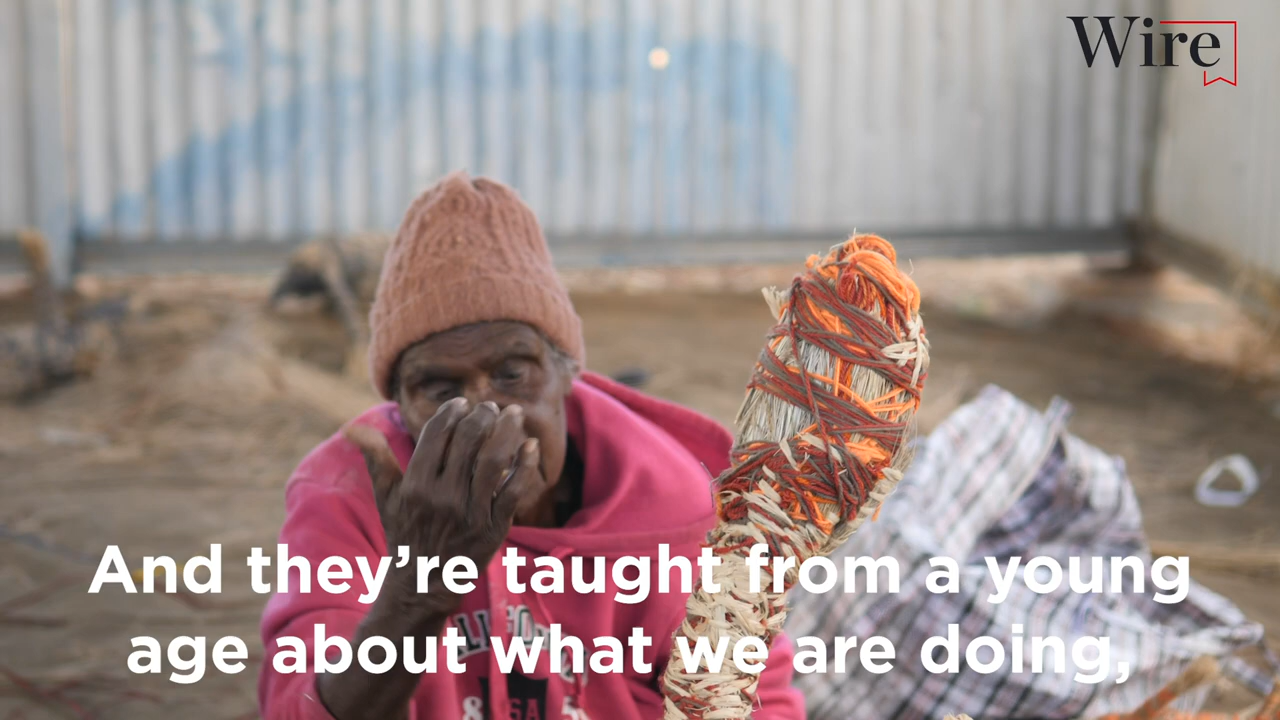 Wire
And they’re taught from a young
age about what we are doing,